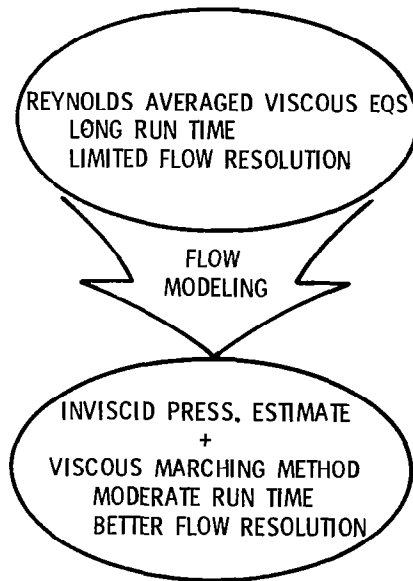 REYNOLDS AVERAGED VISCOUS EQS
LONG RUN TIME
LIMITED FLOW RESOLUTION
FLOW
MODELING
INVISCID PRESS. ESTIMATE
+
VISCOUS MARCHING METHOD
MODERATE RUN TIME
BETTER FLOW RESOLUTION